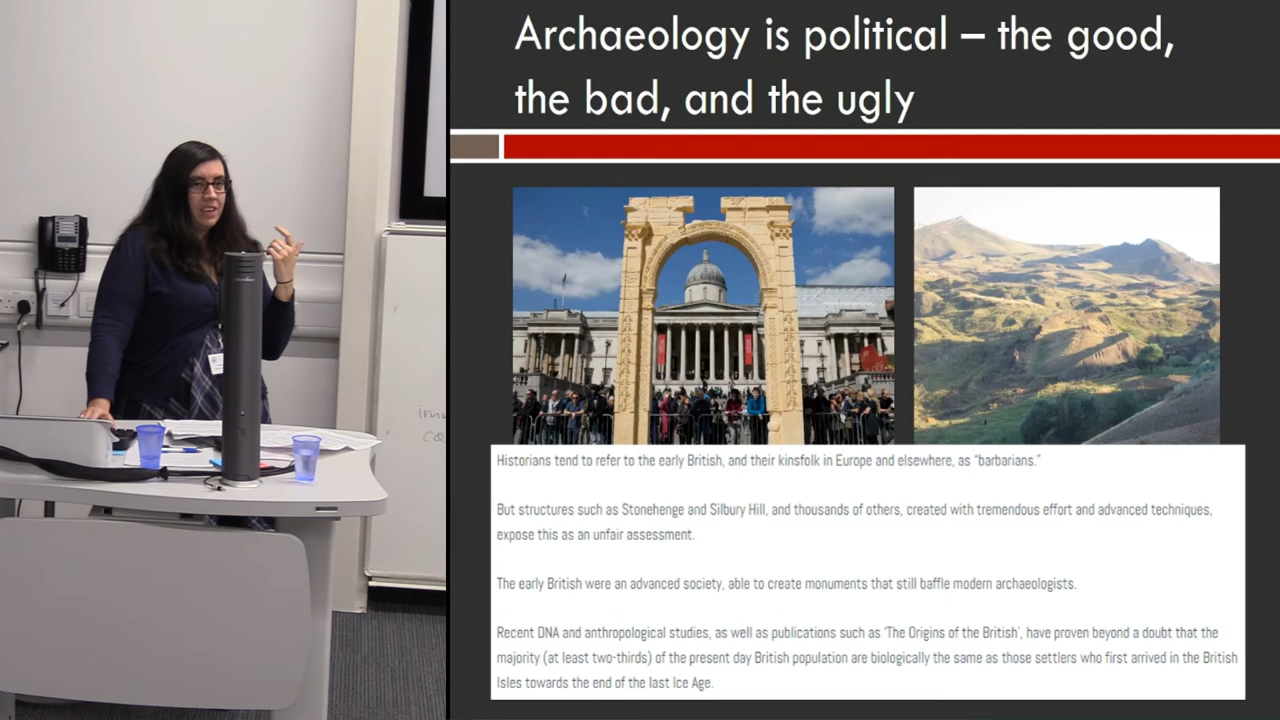 Archaeology is political – the good,
the bad, and the ugly
Historians tend to refer to the early British, and their kinsfolk in Europe and elsewhere, as “barbarians.”
But structures such as Stonehenge and Silbury Hill, and thousands of others, created with tremendous effort and advanced techniques,
expose this as an unfair assessment.
The early British were an advanced society, able to create monuments that still baffle modern archaeologists.
Recent DNA and anthropological studies, as well as publications such as ‘The Origins of the British’, have proven beyond a doubt that the
majority (at least two-thirds) of the present day British population are biologically the same as those settlers who first arrived in the British
Isles towards the end of the last Ice Age.